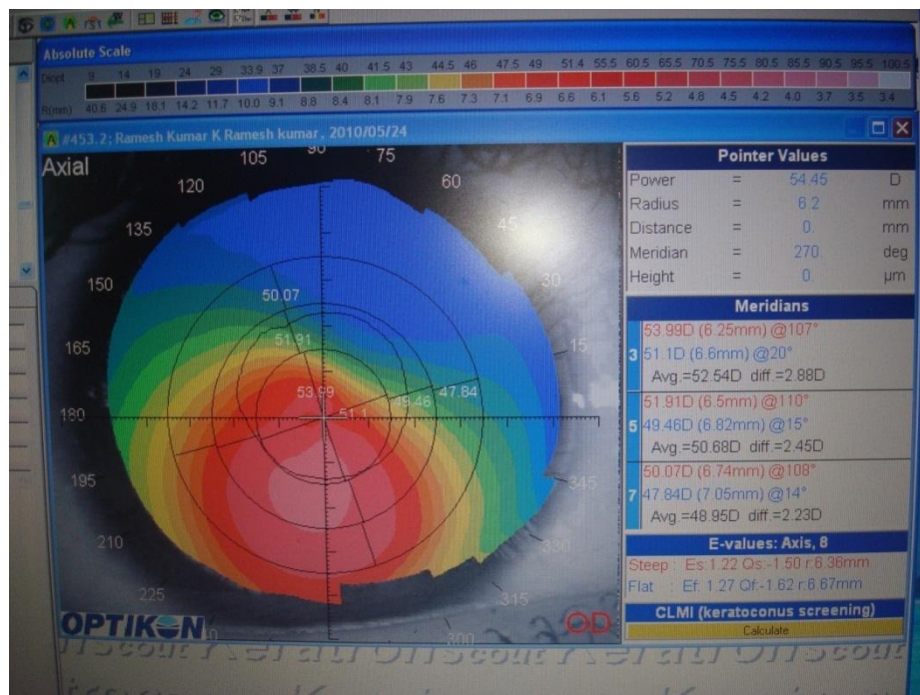 Absolute Scale
Diopt 9 14 19 24 29 33.9 37 38.5 40 41.5 43 44.5 46 47.5 49 51.4 55.5 60.5 65.5 70.5 75.5 80.5 85.5 90.5 95.5 100.5
R(mm) 40.6 24.9 18.1 14.2 11.7 10.0 9.1 8.8 8.4 8.1 7.9 7.6 7.3 7.1 6.9 6.6 6.1 5.6 5.2 4.8 4.5 4.2 4.0 3.7 3.5 3.4
#453.2; Ramesh Kumar K Ramesh kumar, 2010/05/24
Axial
105 90 75
120 60
135 45
150 30
165 15
180
195 345
210 330
225 315
300
50.07
51.91
53.99 51.1 49.46 47.84
OPTIKON
OD
Pointer Values
Power = 54.45 D
Radius = 6.2 mm
Distance = 0. mm
Meridian = 270 deg
Height = 0. µm
Meridians
53.99D (6.25mm) @107°
3 51.1D (6.6mm) @20°
Avg.=52.54D diff.=2.88D
51.91D (6.5mm) @110°
5 49.46D (6.82mm) @15°
Avg.=50.68D diff.=2.45D
50.07D (6.74mm) @108°
7 47.84D (7.05mm) @14°
Avg.=48.95D diff.=2.23D
E-values: Axis, 8
Steep : Es:1.22 Qs:-1.50 r:6.36mm
Flat : Ef: 1.27 Qf:-1.62 r:6.67mm
CLMI (keratoconus screening)
Calculate
scout Keratron Scout Keratron Scout